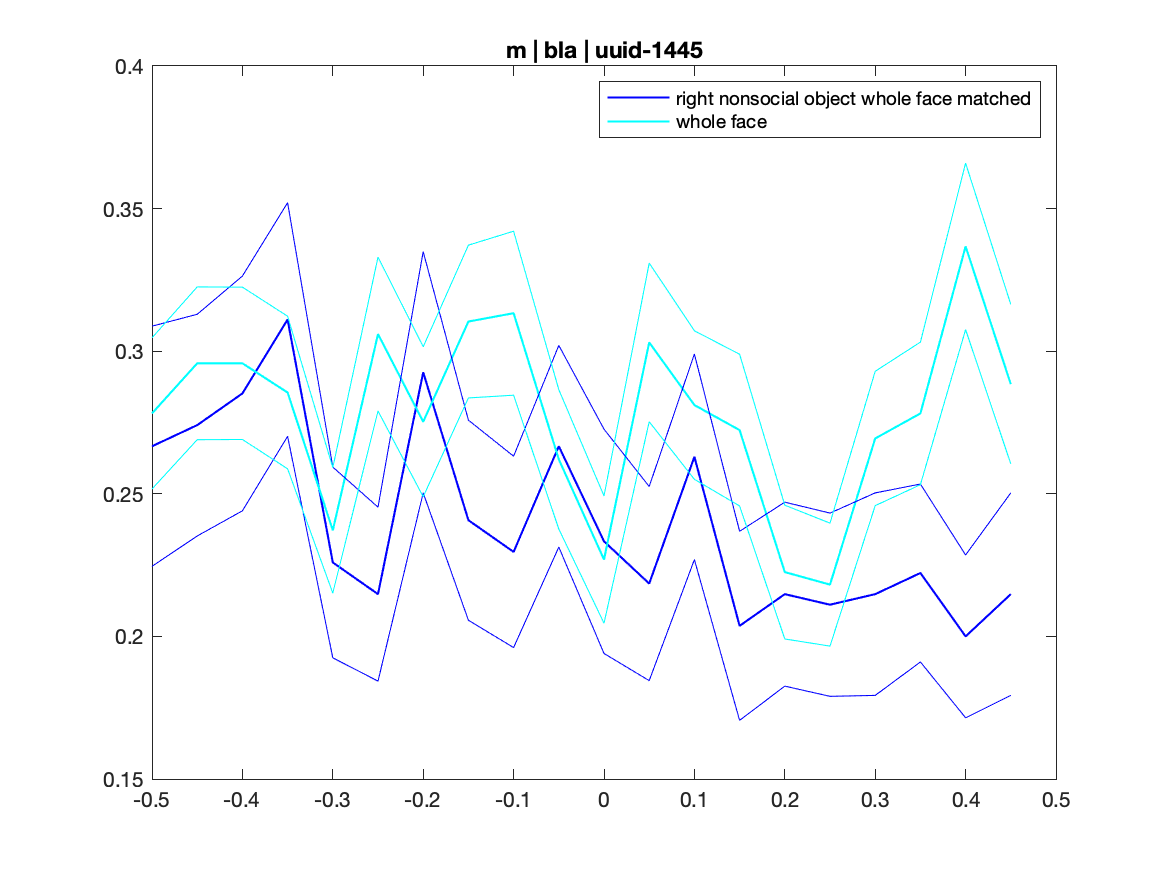 m | bla | uuid-1445
right nonsocial object whole face matched
whole face
0.4
0.35
0.3
0.25
0.2
0.15
-0.5 -0.4 -0.3 -0.2 -0.1 0 0.1 0.2 0.3 0.4 0.5